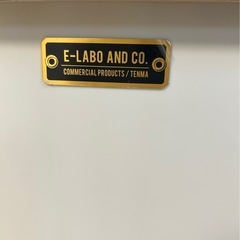 E-LABO AND CO.
COMMERCIAL PRODUCTS / TENMA